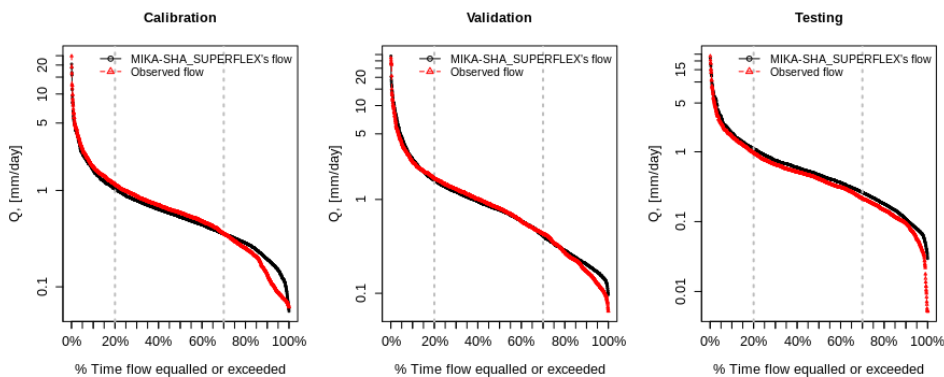 Calibration
MIKA-SHA_SUPERFLEX's flow
Observed flow
Q, [mm/day]
20
10
5
1
0.1
0% 20% 40% 60% 80% 100%
% Time flow equalled or exceeded
Validation
MIKA-SHA_SUPERFLEX's flow
Observed flow
Q, [mm/day]
20
10
5
1
0.1
0% 20% 40% 60% 80% 100%
% Time flow equalled or exceeded
Testing
MIKA-SHA_SUPERFLEX's flow
Observed flow
Q, [mm/day]
15
5
1
0.1
0.01
0% 20% 40% 60% 80% 100%
% Time flow equalled or exceeded